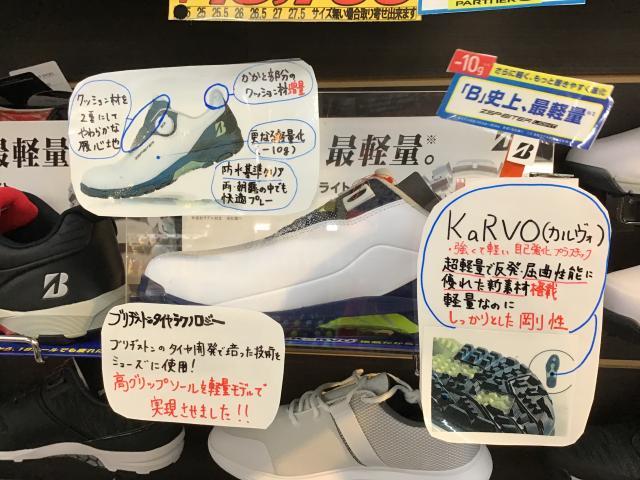 25 25.5 26 26.5 27 27.5 サイズ無い場合取り寄せ出来ます
PARTNER
クッション材を
2重にして
やわらかな
履心地
かかと部分の
クッション材増量
更なる軽量化
(-10g)
防水基準クリア
雨・朝露の中でも
快適プレー
-10g
さらに軽く、もっと履きやすく進化
「B」史上、最軽量
ZSP-BITER
最軽量。
最軽量
ライト
B
KaRVO(カルヴォ)
・強くて軽い自己強化プラスチック
超軽量で反発・屈曲性能に
優れた新素材搭載
軽量なのに
しっかりとした剛性
ブリヂストンタイヤテクノロジー
ブリヂストンのタイヤ開発で培った技術を
シューズに使用!
高グリップソールを軽量モデルで
実現させました!!